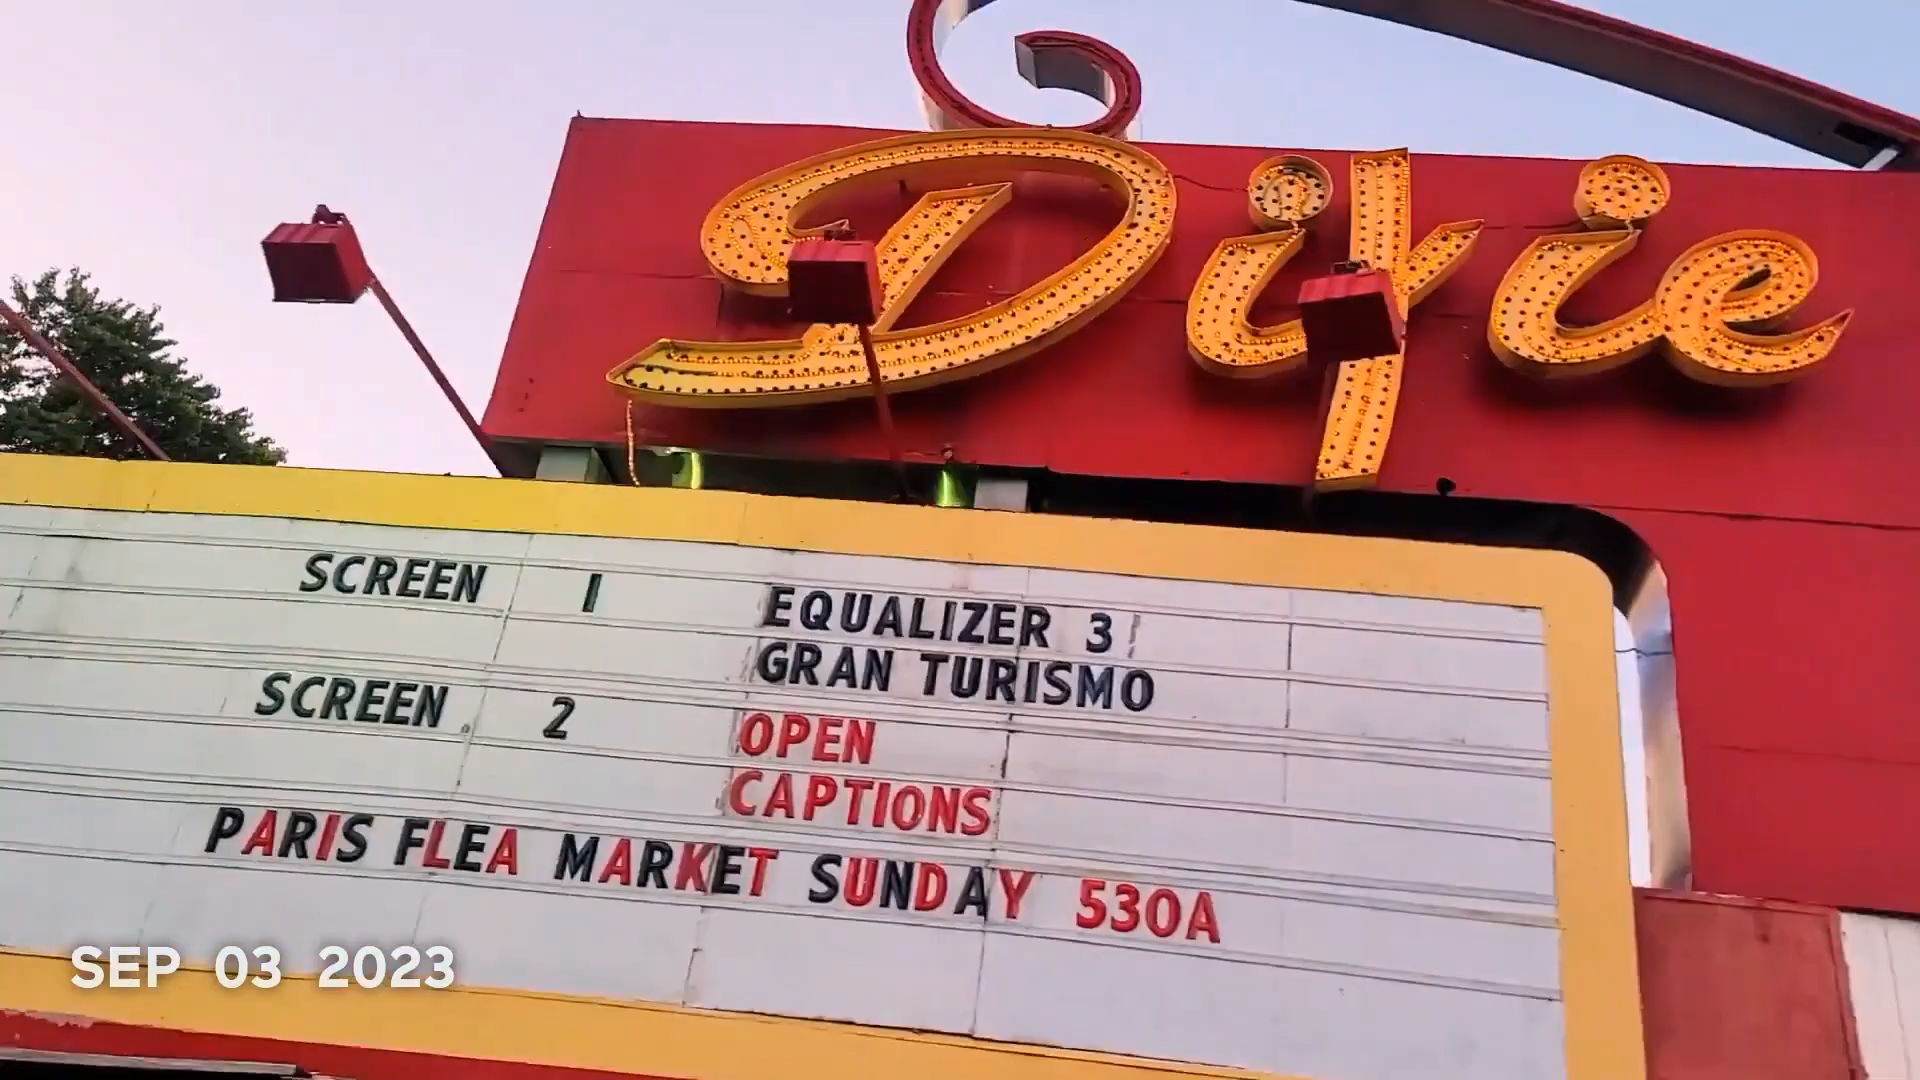 Dixie
SCREEN 1 EQUALIZER 3
GRAN TURISMO
SCREEN 2 OPEN
CAPTIONS
PARIS FLEA MARKET SUNDAY 530A
SEP 03 2023